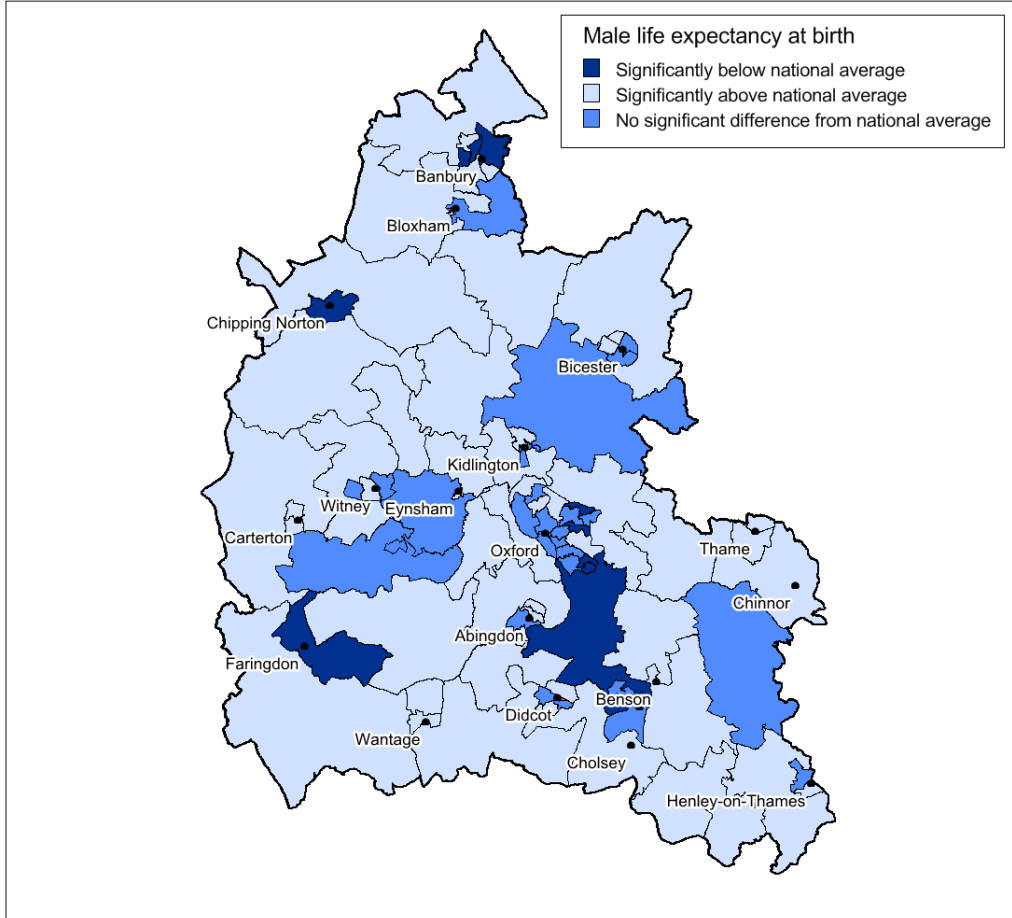 Male life expectancy at birth
Significantly below national average
Significantly above national average
No significant difference from national average
Banbury
Bloxham
Chipping Norton
Bicester
Kidlington
Witney
Eynsham
Carterton
Oxford
Thame
Chinnor
Abingdon
Faringdon
Benson
Didcot
Wantage
Cholsey
Henley-on-Thames